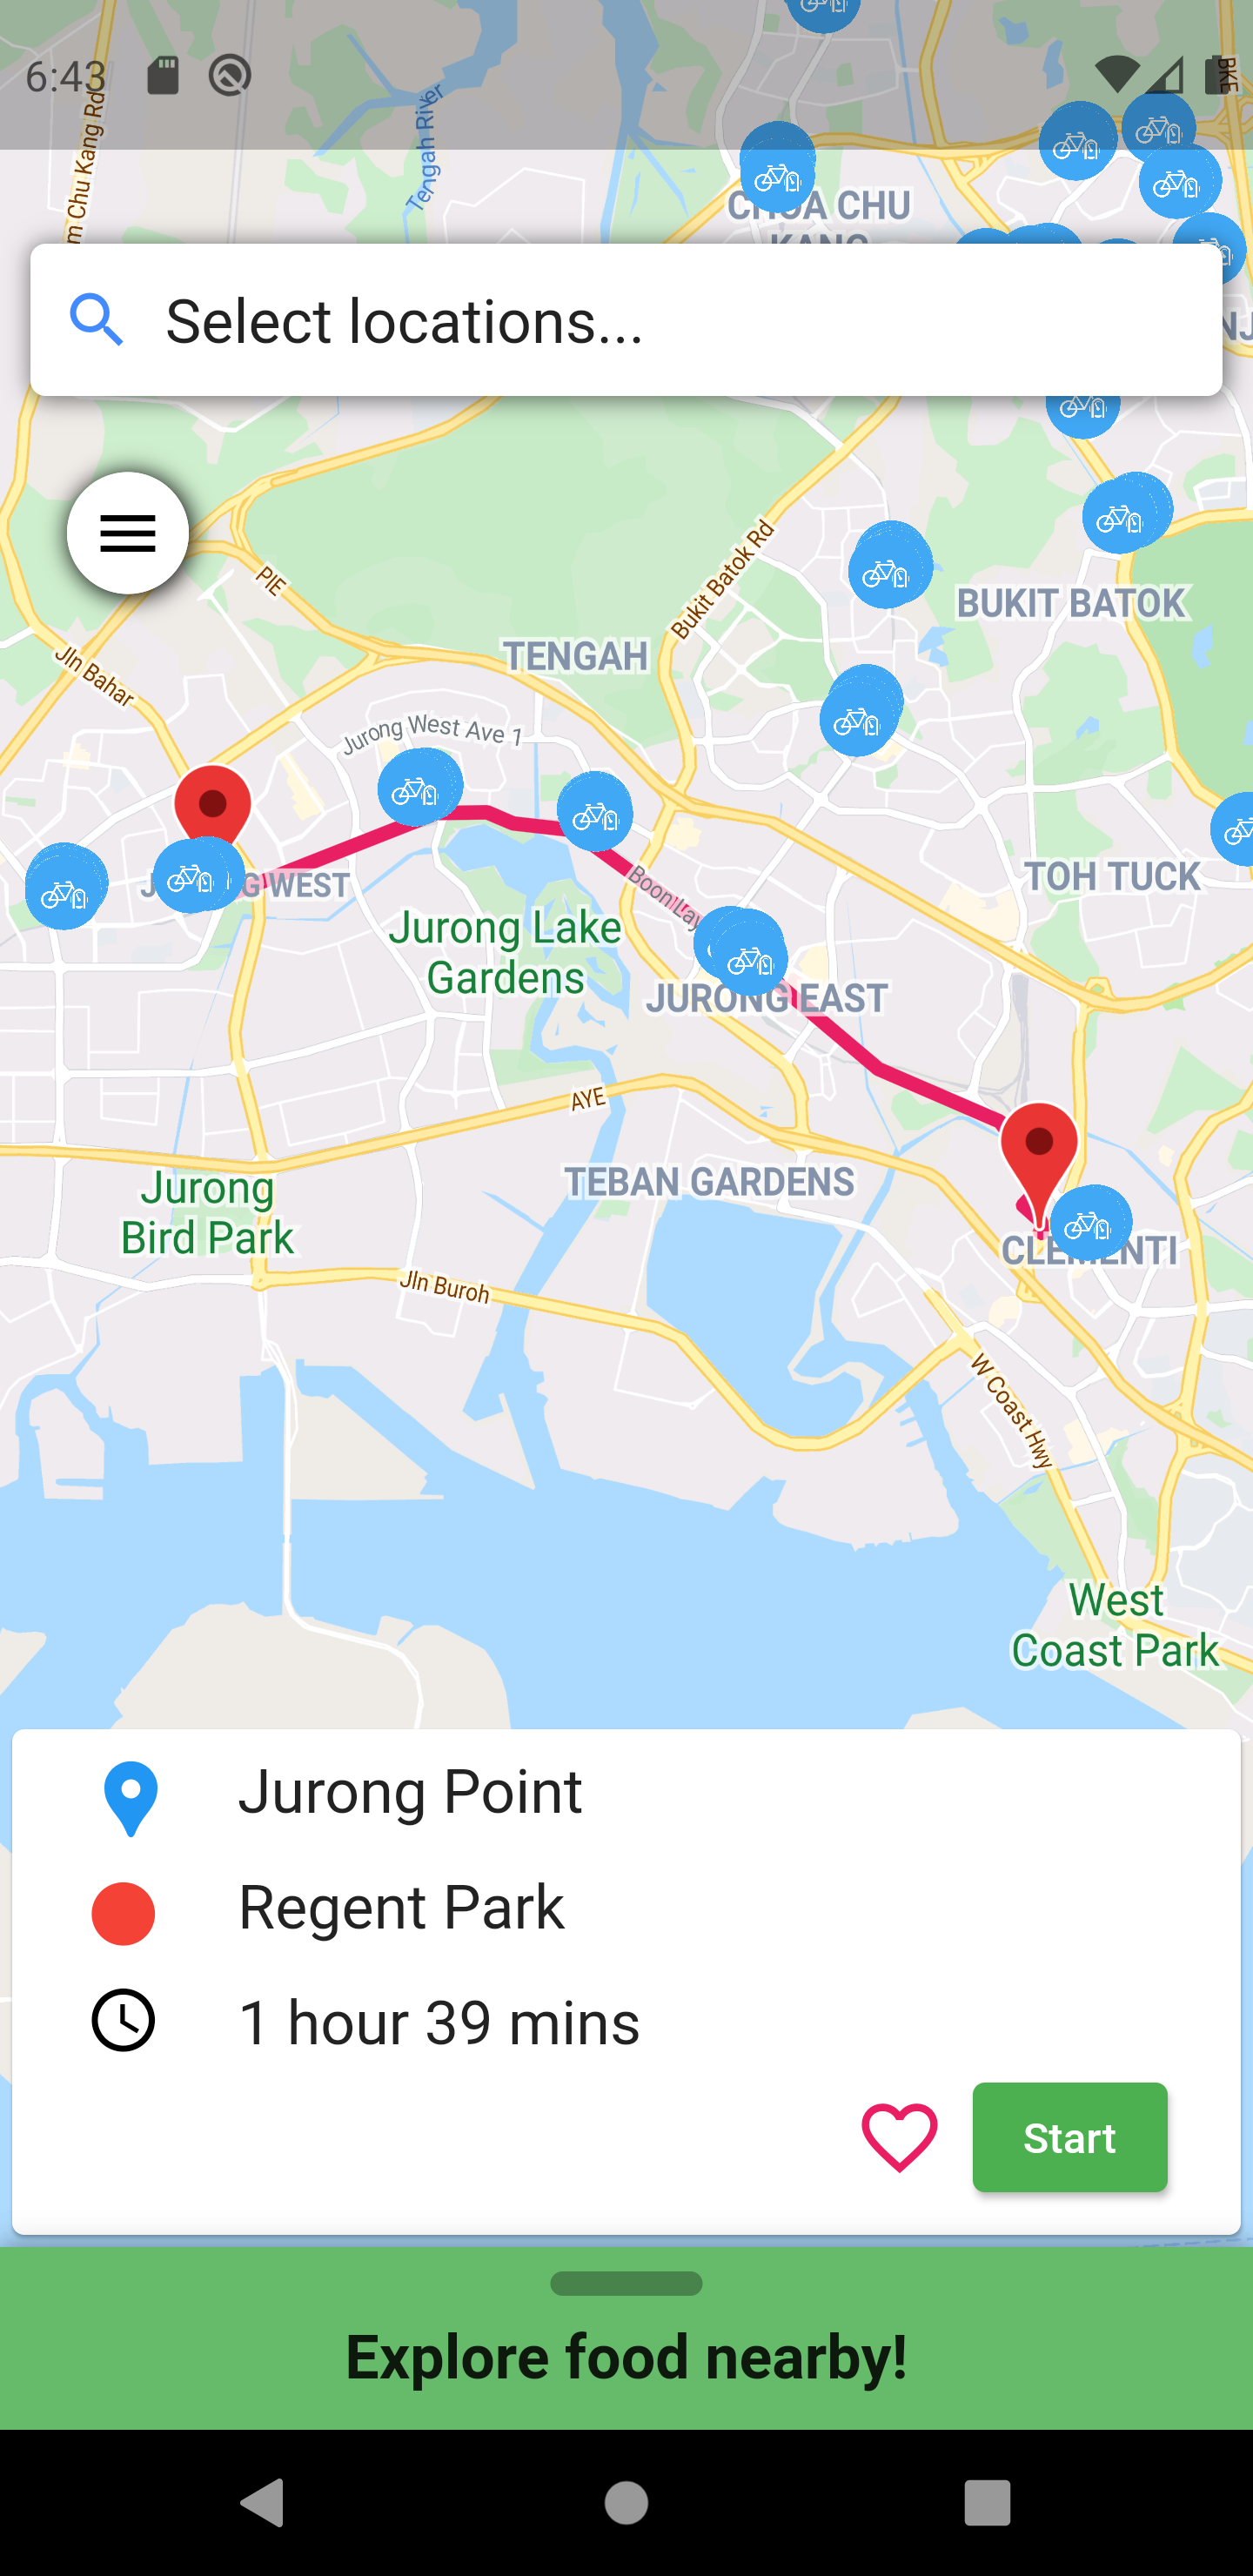 6:43
BKE
Tengah River
m Chu Kang Rd
CHOA CHU
KANG
Select locations...
NJ
PIE
Bukit Batok Rd
BUKIT BATOK
TENGAH
Jln Bahar
Jurong West Ave 1
TOH TUCK
WEST
Boon Lay
Jurong Lake
Gardens
JURONG EAST
AYE
TEBAN GARDENS
Jurong
Bird Park
CLEMENTI
Jln Buroh
W Coast Hwy
West
Coast Park
Jurong Point
Regent Park
1 hour 39 mins
Start
Explore food nearby!